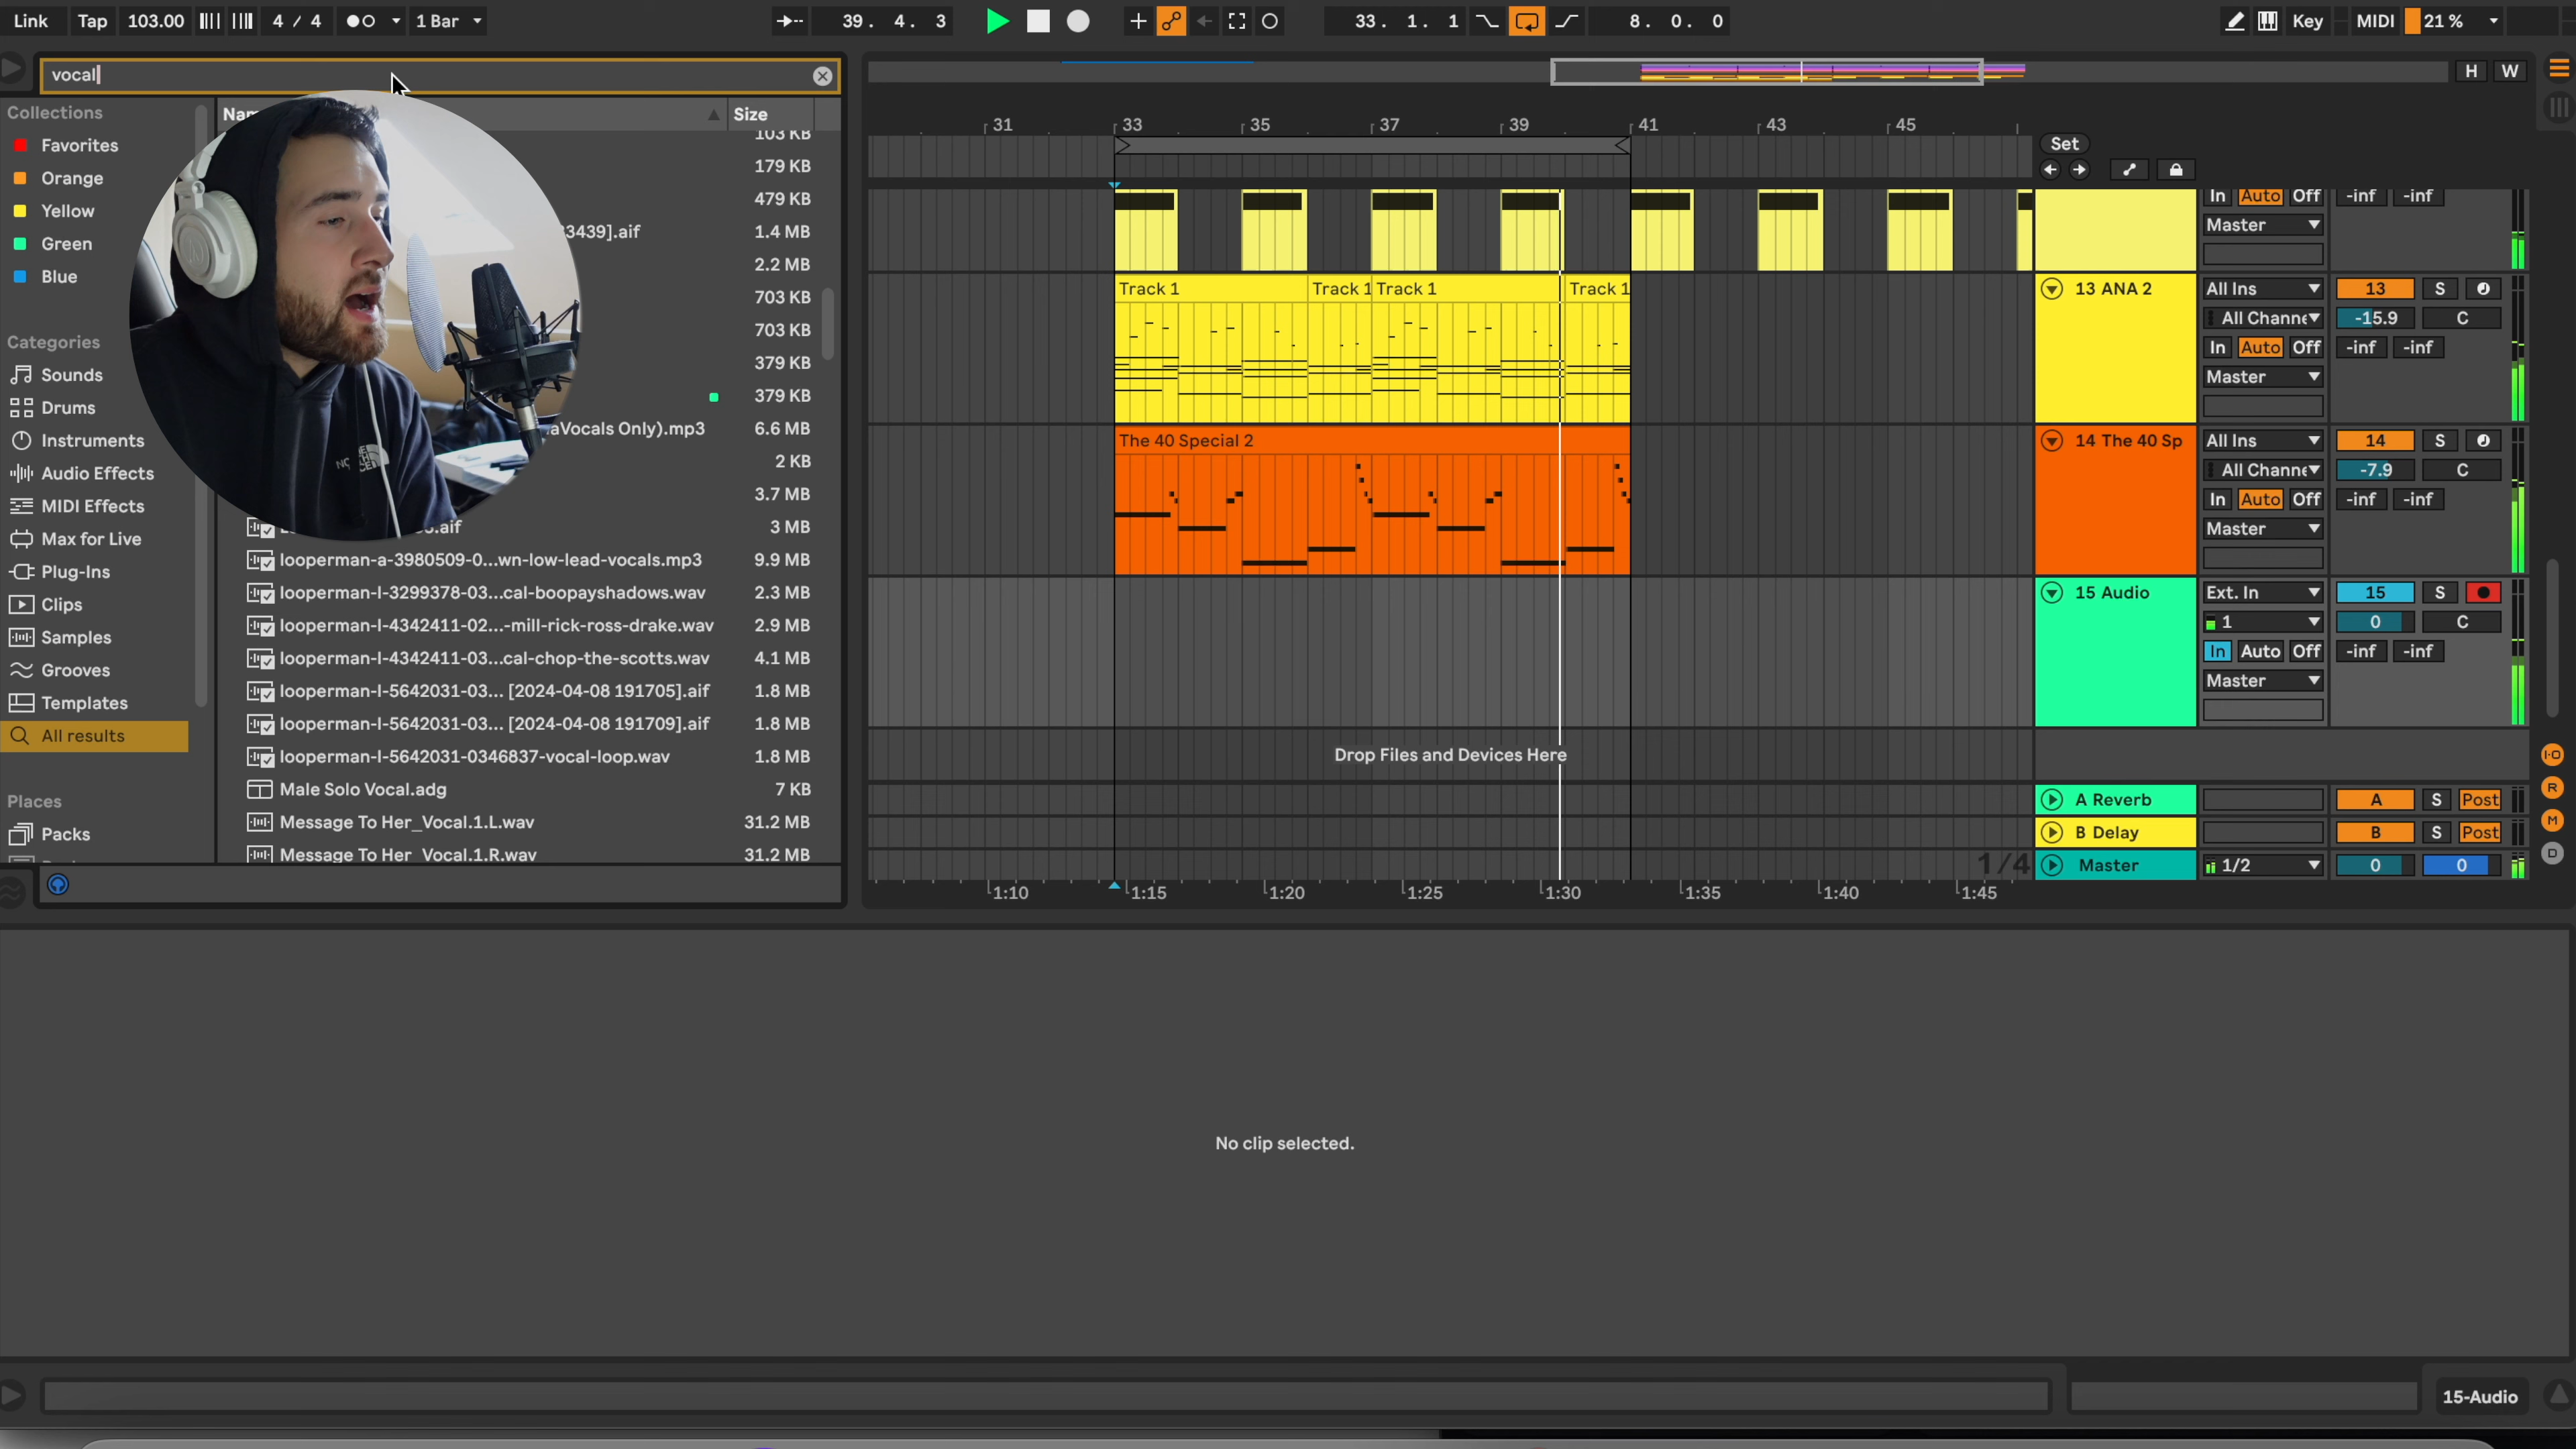 Link Tap 103.00 4 / 4 1 Bar 39. 4. 3 33. 1. 1 8. 0. 0 Key MIDI 21 %
vocal
H W
Collections
Name Size
Favorites
Orange
Yellow
Green
Blue
Categories
Sounds
Drums
Instruments
Audio Effects
MIDI Effects
Max for Live
Plug-Ins
Clips
Samples
Grooves
Templates
All results
Places
Packs
103 KB
179 KB
479 KB
3439].aif 1.4 MB
2.2 MB
703 KB
703 KB
379 KB
379 KB
aVocals Only).mp3 6.6 MB
2 KB
3.7 MB
.aif 3 MB
looperman-a-3980509-0...wn-low-lead-vocals.mp3 9.9 MB
looperman-l-3299378-03...cal-boopayshadows.wav 2.3 MB
looperman-l-4342411-02...-mill-rick-ross-drake.wav 2.9 MB
looperman-l-4342411-03...cal-chop-the-scotts.wav 4.1 MB
looperman-l-5642031-03... [2024-04-08 191705].aif 1.8 MB
looperman-l-5642031-03... [2024-04-08 191709].aif 1.8 MB
looperman-l-5642031-0346837-vocal-loop.wav 1.8 MB
Male Solo Vocal.adg 7 KB
Message To Her_Vocal.1.L.wav 31.2 MB
Message To Her_Vocal.1.R.wav 31.2 MB
31 33 35 37 39 41 43 45
Set
In Auto Off -inf -inf
Master
Track 1 Track 1 Track 1 Track 1
13 ANA 2 All Ins 13 S
All Channe -15.9 C
In Auto Off -inf -inf
Master
The 40 Special 2
14 The 40 Sp All Ins 14 S
All Channe -7.9 C
In Auto Off -inf -inf
Master
15 Audio Ext. In 15 S
1 0 C
In Auto Off -inf -inf
Master
Drop Files and Devices Here
A Reverb A S Post
B Delay B S Post
1/4 Master 1/2 0 0
I-O
R
M
D
1:10 1:15 1:20 1:25 1:30 1:35 1:40 1:45
No clip selected.
15-Audio